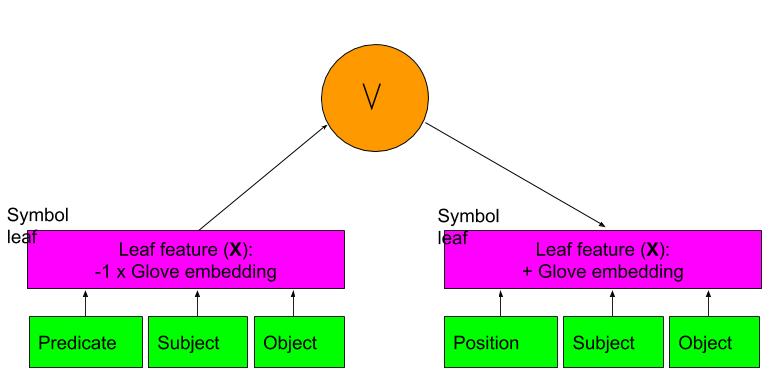 V
Symbol
leaf
Leaf feature (X):
-1 x Glove embedding
Predicate
Subject
Object
Symbol
leaf
Leaf feature (X):
+ Glove embedding
Position
Subject
Object